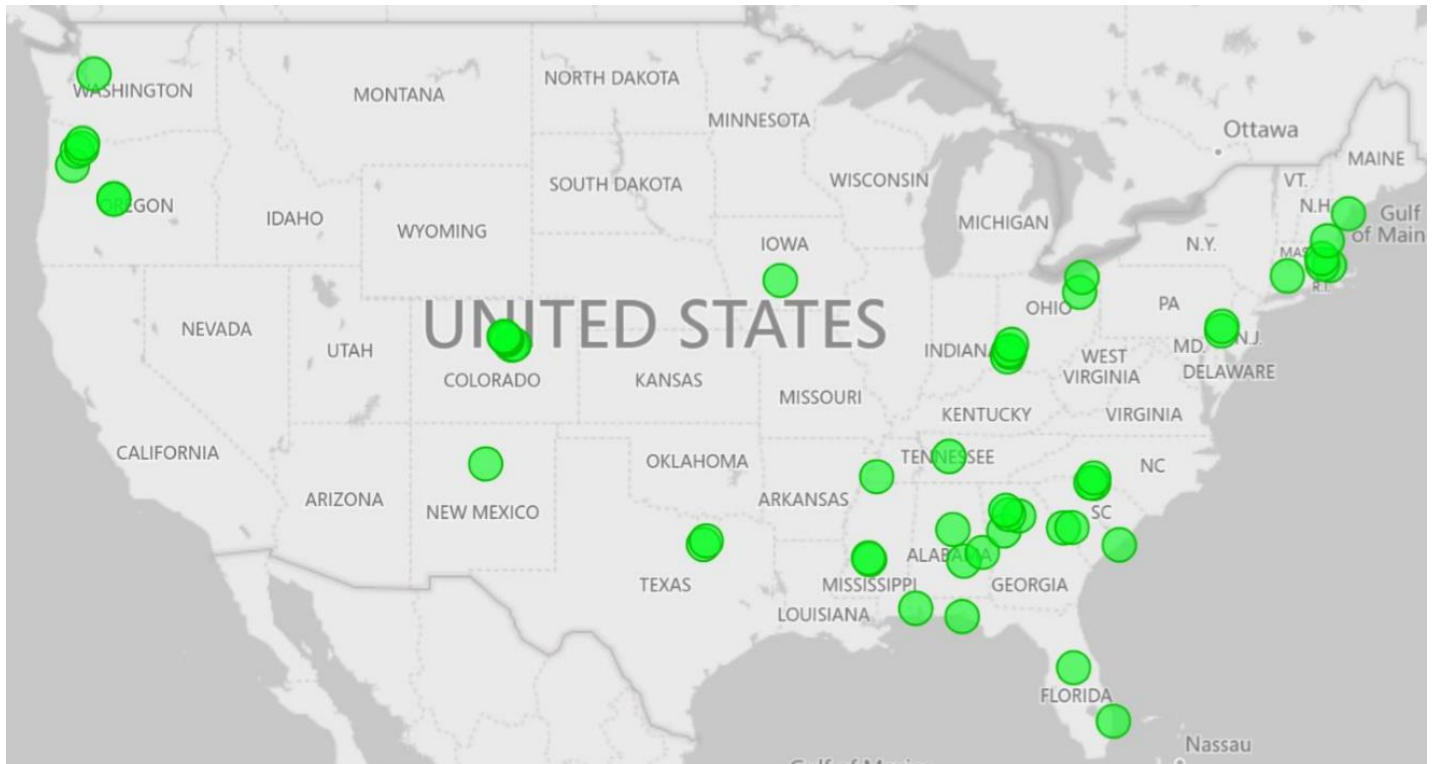 WASHINGTON
MONTANA
NORTH DAKOTA
MINNESOTA
Ottawa
MAINE
VT.
N.H.
Gulf
of Main
OREGON
IDAHO
WYOMING
SOUTH DAKOTA
WISCONSIN
MICHIGAN
N.Y.
MAS
R.I.
IOWA
NEVADA
UTAH
UNITED STATES
COLORADO
KANSAS
MISSOURI
INDIANA
OHIO
PA
N.J.
MD.
DELAWARE
WEST
VIRGINIA
KENTUCKY
VIRGINIA
CALIFORNIA
ARIZONA
NEW MEXICO
OKLAHOMA
ARKANSAS
TENNESSEE
NC
SC
TEXAS
LOUISIANA
MISSISSIPPI
ALABAMA
GEORGIA
FLORIDA
Nassau